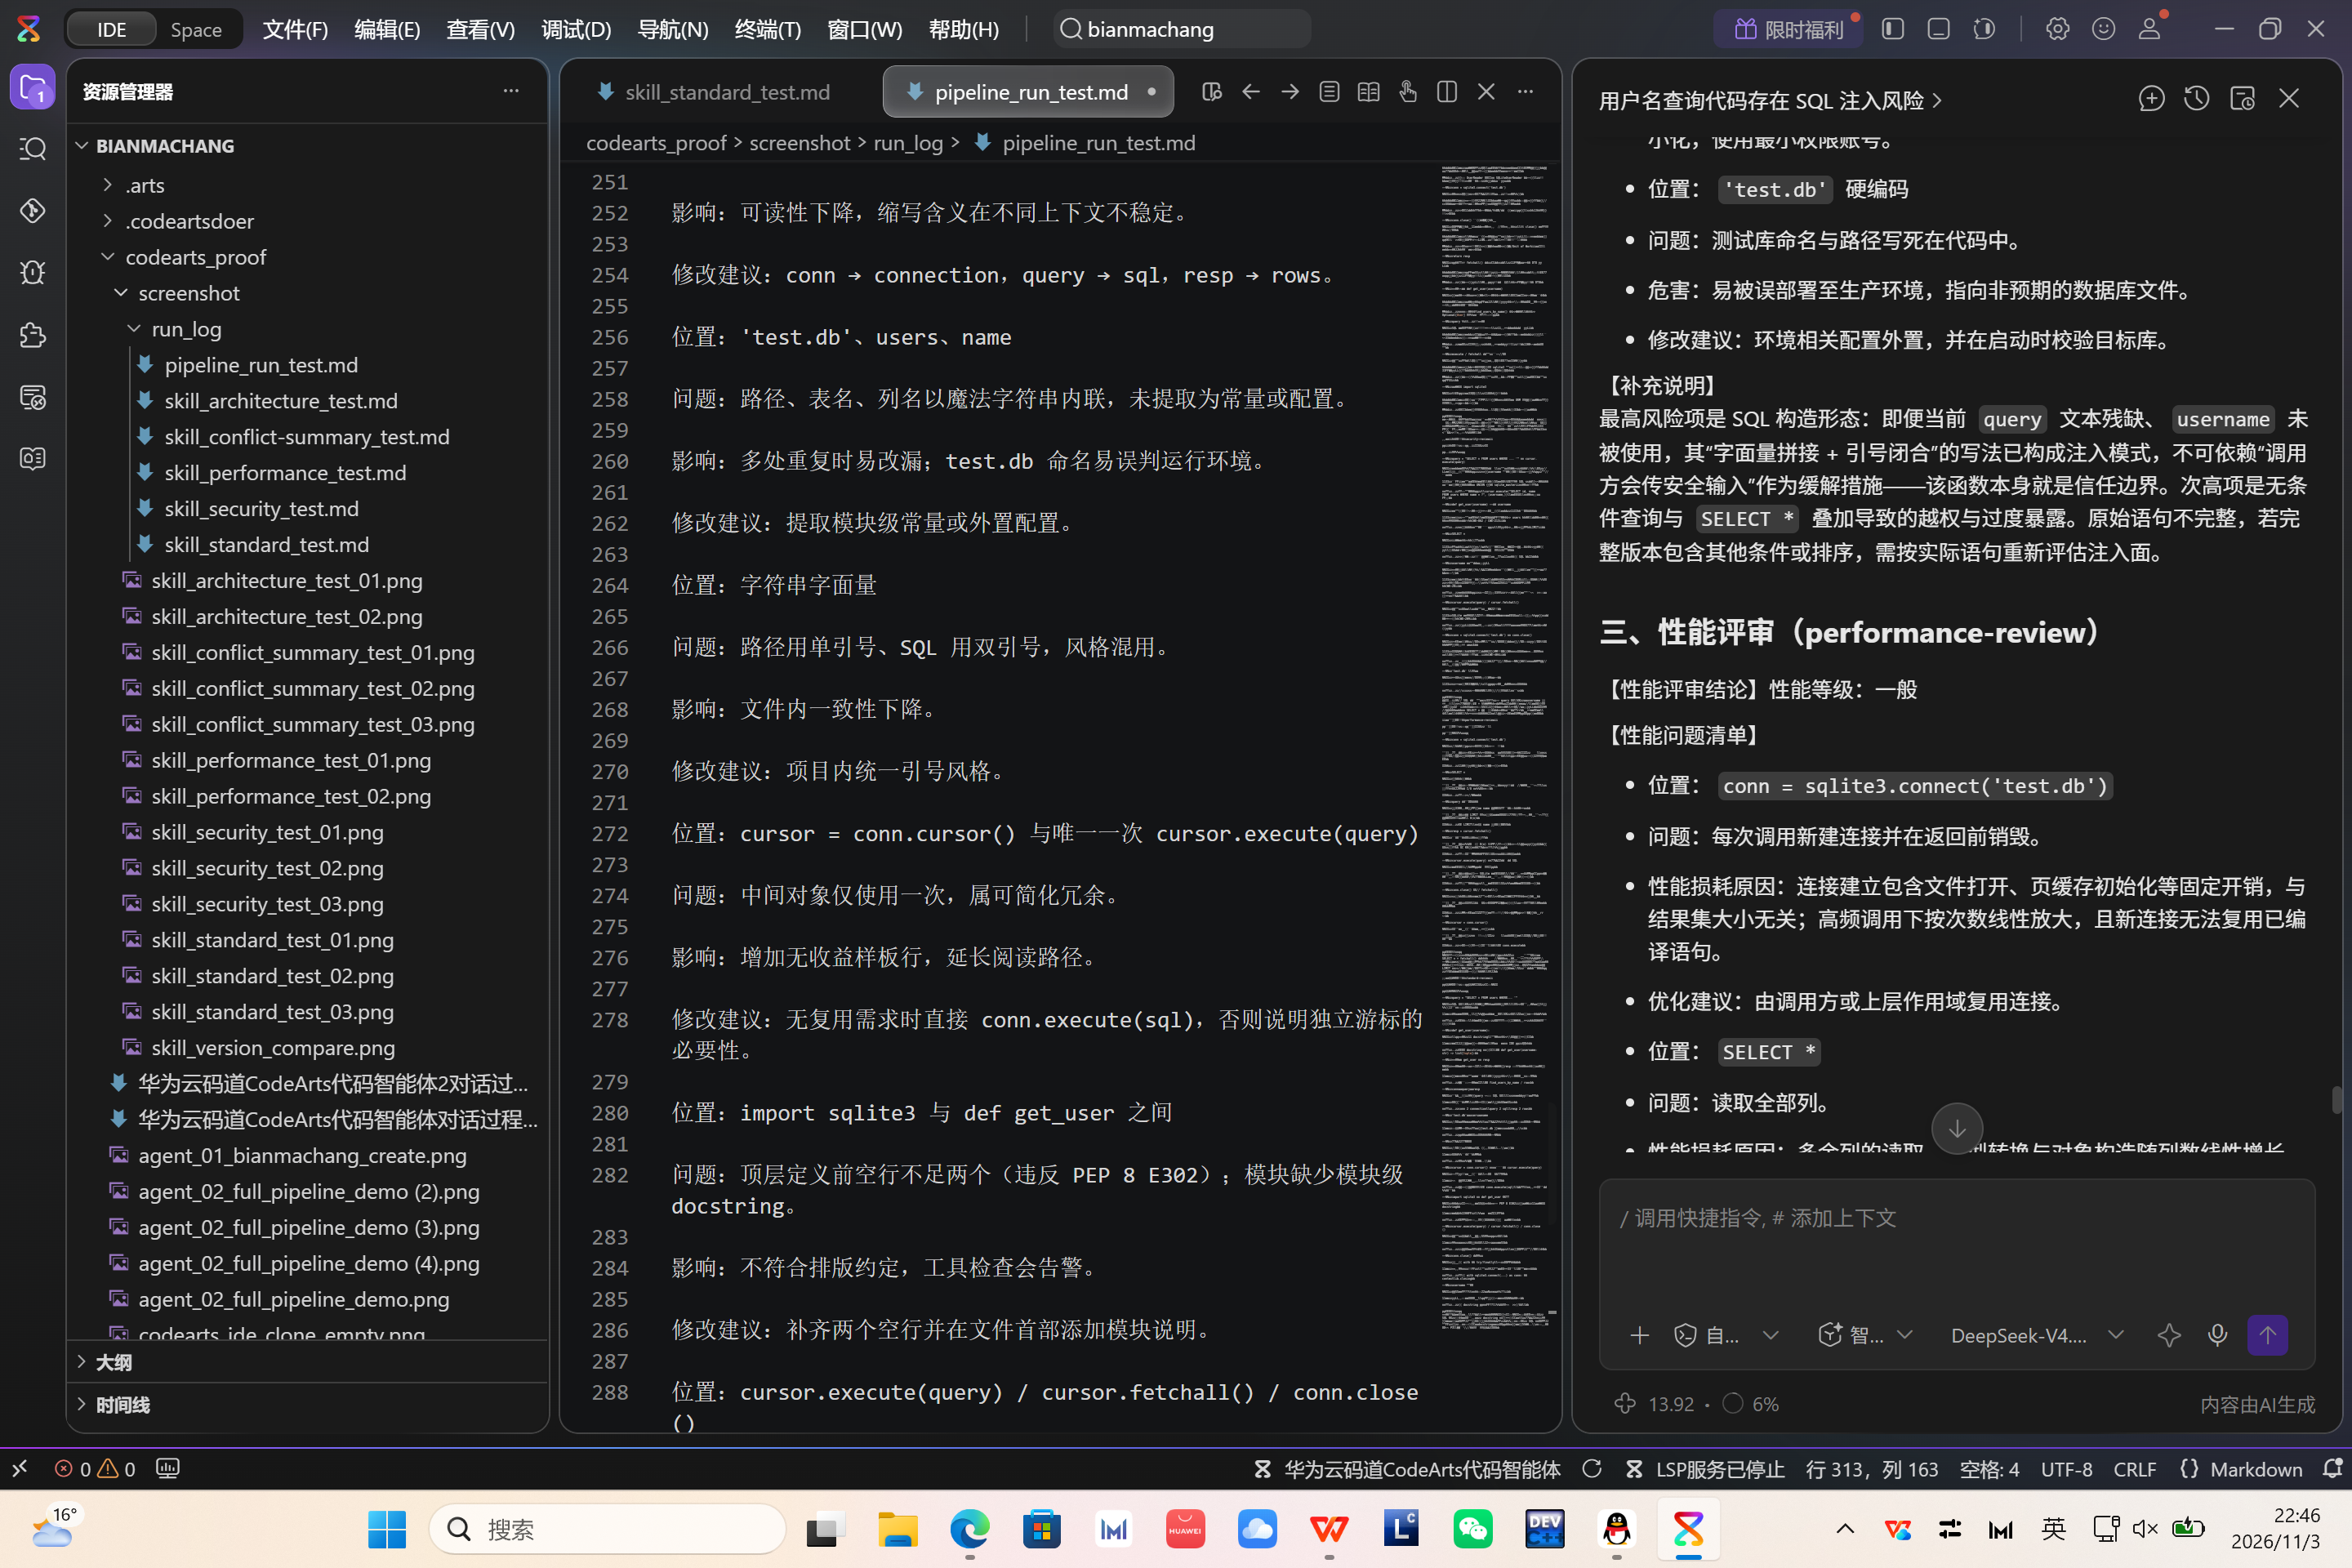 IDE
Space
文件(F)
编辑(E)
查看(V)
调试(D)
导航(N)
终端(T)
窗口(W)
帮助(H)
bianmachang
限时福利
1
资源管理器
BIANMACHANG
.arts
.codeartsdoer
codearts_proof
screenshot
run_log
pipeline_run_test.md
skill_architecture_test.md
skill_conflict-summary_test.md
skill_performance_test.md
skill_security_test.md
skill_standard_test.md
skill_architecture_test_01.png
skill_architecture_test_02.png
skill_conflict_summary_test_01.png
skill_conflict_summary_test_02.png
skill_conflict_summary_test_03.png
skill_performance_test_01.png
skill_performance_test_02.png
skill_security_test_01.png
skill_security_test_02.png
skill_security_test_03.png
skill_standard_test_01.png
skill_standard_test_02.png
skill_standard_test_03.png
skill_version_compare.png
华为云码道CodeArts代码智能体2对话过...
华为云码道CodeArts代码智能体对话过程...
agent_01_bianmachang_create.png
agent_02_full_pipeline_demo (2).png
agent_02_full_pipeline_demo (3).png
agent_02_full_pipeline_demo (4).png
agent_02_full_pipeline_demo.png
codearts_ide_clone_empty.png
大纲
时间线
skill_standard_test.md
pipeline_run_test.md
codearts_proof > screenshot > run_log > pipeline_run_test.md
251
252 影响：可读性下降，缩写含义在不同上下文不稳定。
253
254 修改建议：conn → connection，query → sql，resp → rows。
255
256 位置：'test.db'、users、name
257
258 问题：路径、表名、列名以魔法字符串内联，未提取为常量或配置。
259
260 影响：多处重复时易改漏；test.db 命名易误判运行环境。
261
262 修改建议：提取模块级常量或外置配置。
263
264 位置：字符串字面量
265
266 问题：路径用单引号、SQL 用双引号，风格混用。
267
268 影响：文件内一致性下降。
269
270 修改建议：项目内统一引号风格。
271
272 位置：cursor = conn.cursor() 与唯一一次 cursor.execute(query)
273
274 问题：中间对象仅使用一次，属可简化冗余。
275
276 影响：增加无收益样板行，延长阅读路径。
277
278 修改建议：无复用需求时直接 conn.execute(sql)，否则说明独立游标的
必要性。
279
280 位置：import sqlite3 与 def get_user 之间
281
282 问题：顶层定义前空行不足两个（违反 PEP 8 E302）；模块缺少模块级
docstring。
283
284 影响：不符合排版约定，工具检查会告警。
285
286 修改建议：补齐两个空行并在文件首部添加模块说明。
287
288 位置：cursor.execute(query) / cursor.fetchall() / conn.close
()
用户名查询代码存在 SQL 注入风险 >
小化，使用最小权限账号。
• 位置： 'test.db' 硬编码
• 问题：测试库命名与路径写死在代码中。
• 危害：易被误部署至生产环境，指向非预期的数据库文件。
• 修改建议：环境相关配置外置，并在启动时校验目标库。
【补充说明】
最高风险项是 SQL 构造形态：即便当前 query 文本残缺、 username 未
被使用，其"字面量拼接 + 引号闭合"的写法已构成注入模式，不可依赖"调用
方会传安全输入"作为缓解措施——该函数本身就是信任边界。次高项是无条
件查询与 SELECT * 叠加导致的越权与过度暴露。原始语句不完整，若完
整版本包含其他条件或排序，需按实际语句重新评估注入面。
三、性能评审（performance-review）
【性能评审结论】性能等级：一般
【性能问题清单】
• 位置： conn = sqlite3.connect('test.db')
• 问题：每次调用新建连接并在返回前销毁。
• 性能损耗原因：连接建立包含文件打开、页缓存初始化等固定开销，与
结果集大小无关；高频调用下按次数线性放大，且新连接无法复用已编
译语句。
• 优化建议：由调用方或上层作用域复用连接。
• 位置： SELECT *
• 问题：读取全部列。
• 性能损耗原因：多余列的读取、 型转换与对象构造随列数线性增长
/ 调用快捷指令, # 添加上下文
自...
智...
DeepSeek-V4....
13.92 · 6%
内容由AI生成
0
0
华为云码道CodeArts代码智能体
LSP服务已停止
行 313，列 163
空格: 4
UTF-8
CRLF
Markdown
16°
搜索
HUAWEI
DEV
C++
英
22:46
2026/11/3